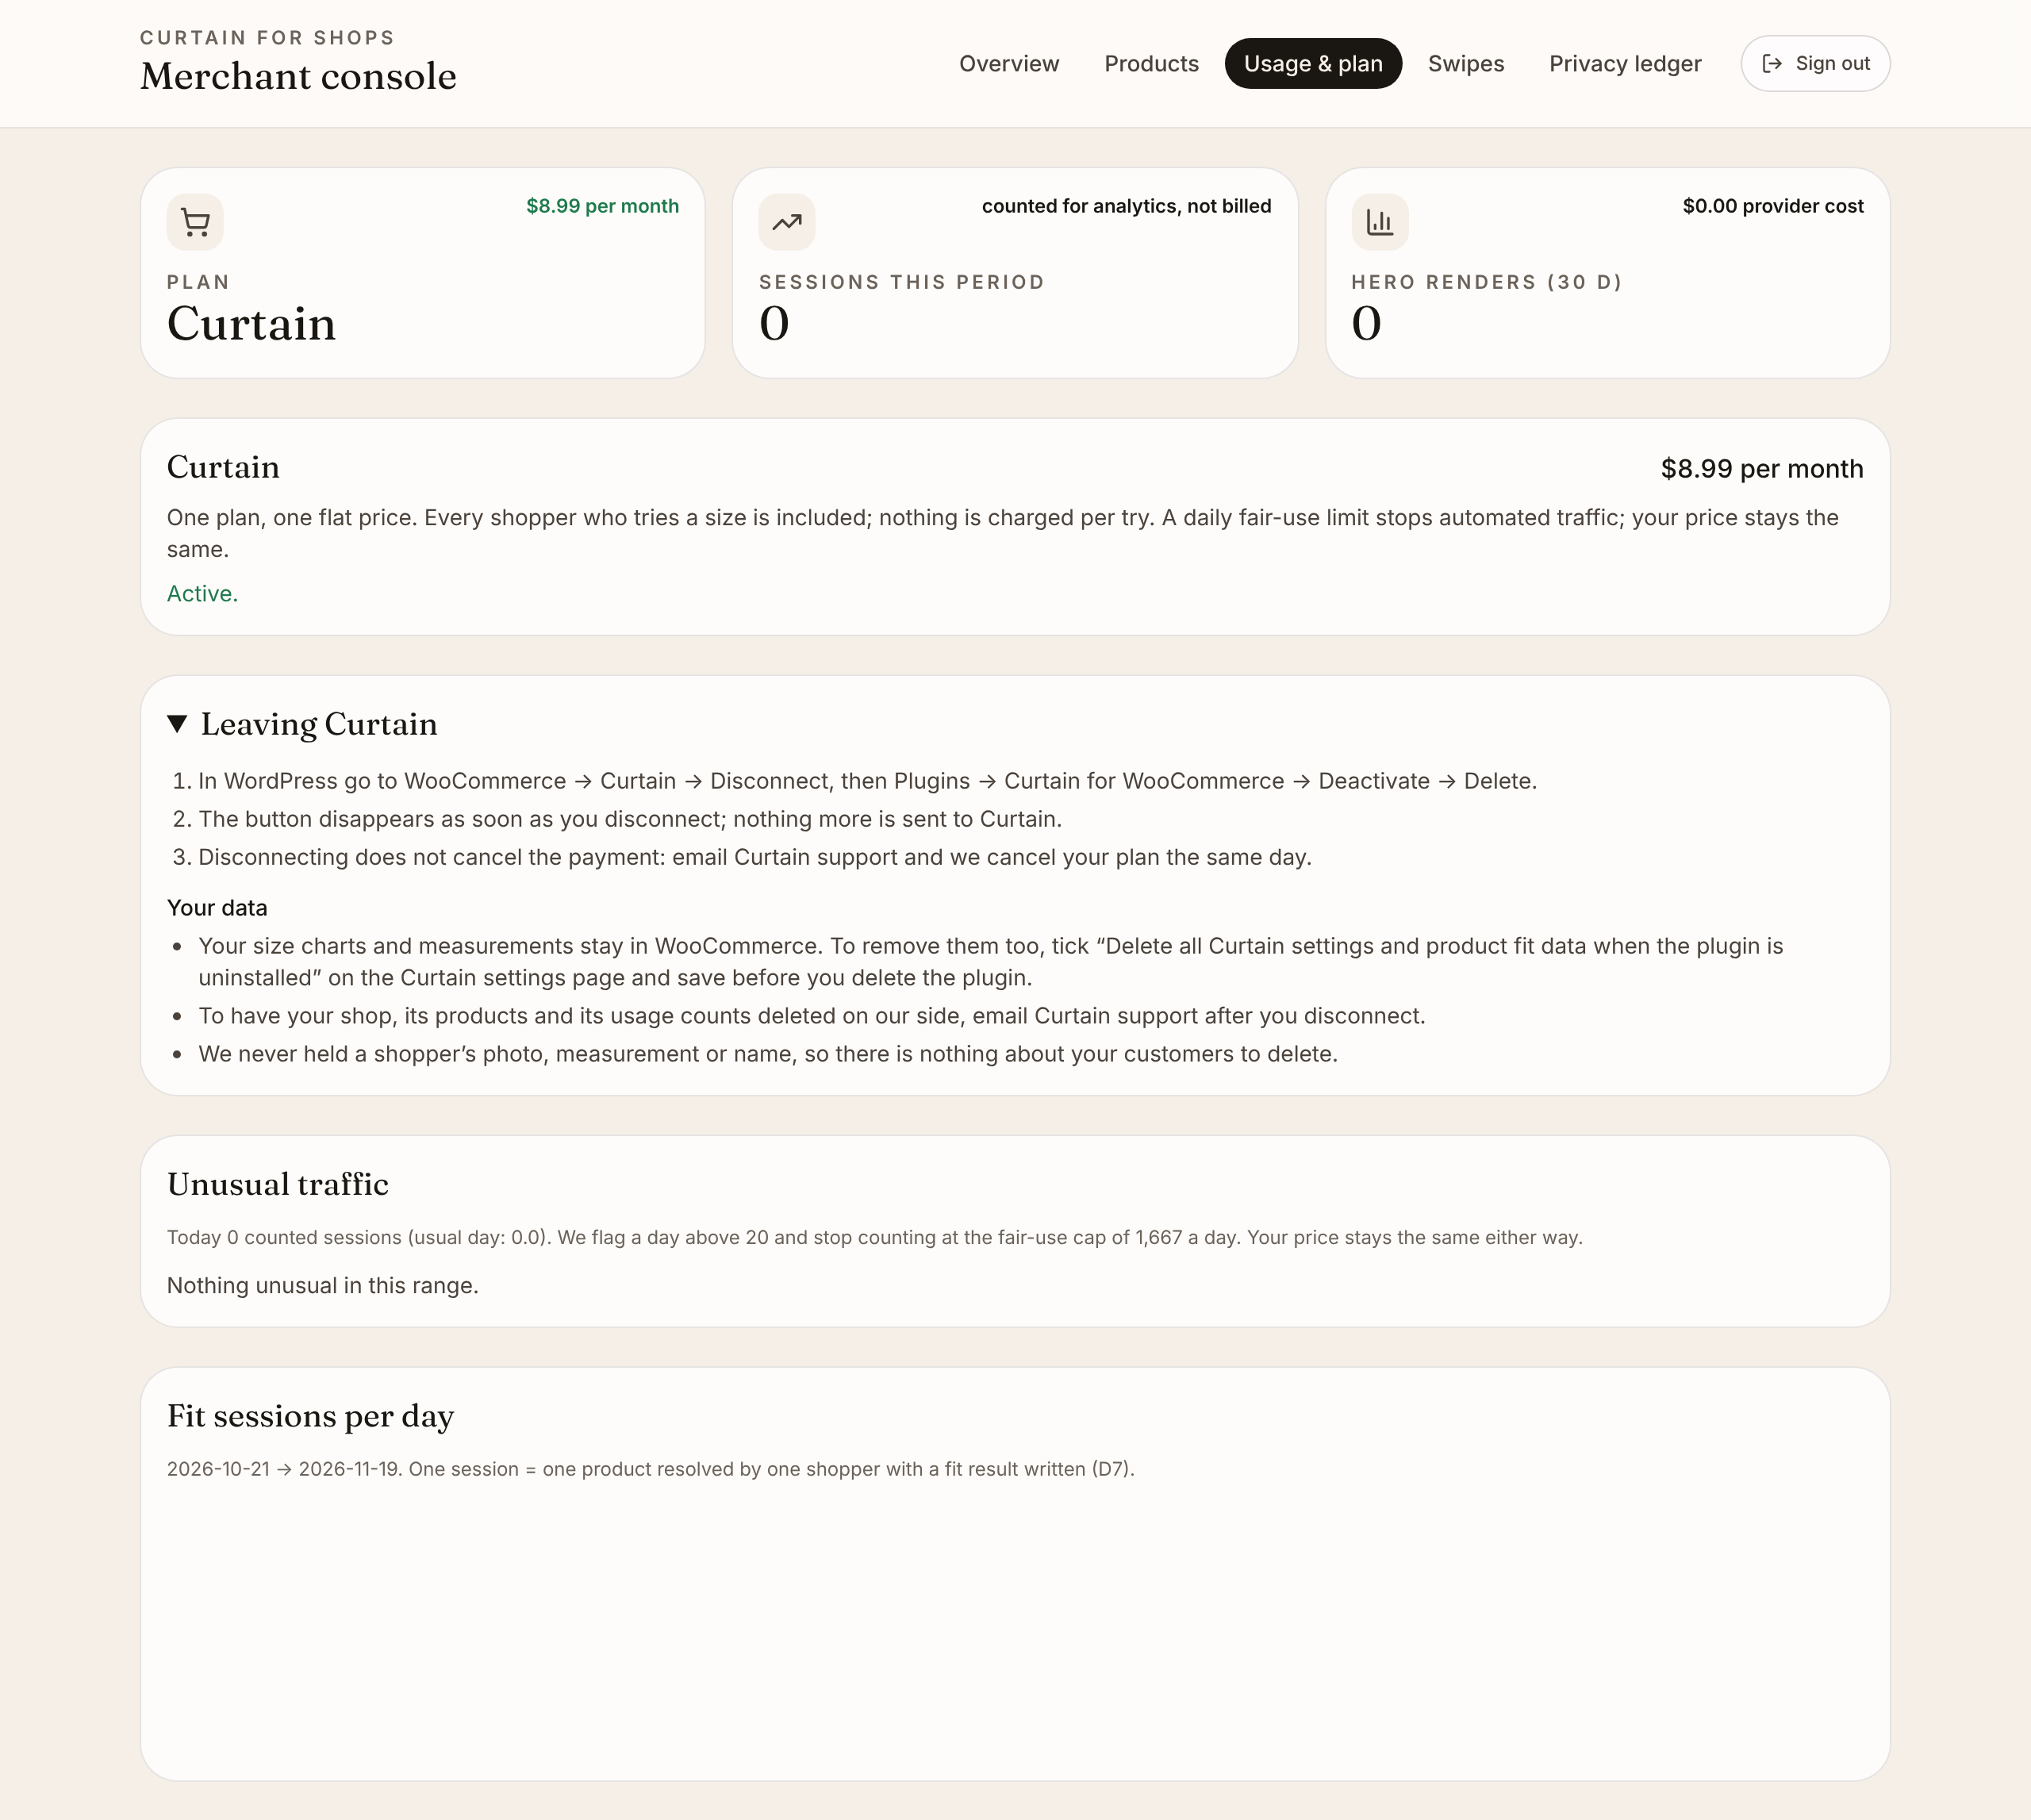 CURTAIN FOR SHOPS
Merchant console
Overview
Products
Usage & plan
Swipes
Privacy ledger
Sign out
$8.99 per month
PLAN
Curtain
counted for analytics, not billed
SESSIONS THIS PERIOD
0
$0.00 provider cost
HERO RENDERS (30 D)
0
Curtain
$8.99 per month
One plan, one flat price. Every shopper who tries a size is included; nothing is charged per try. A daily fair-use limit stops automated traffic; your price stays the
same.
Active.
▼ Leaving Curtain
1. In WordPress go to WooCommerce → Curtain → Disconnect, then Plugins → Curtain for WooCommerce → Deactivate → Delete.
2. The button disappears as soon as you disconnect; nothing more is sent to Curtain.
3. Disconnecting does not cancel the payment: email Curtain support and we cancel your plan the same day.
Your data
• Your size charts and measurements stay in WooCommerce. To remove them too, tick “Delete all Curtain settings and product fit data when the plugin is
uninstalled” on the Curtain settings page and save before you delete the plugin.
• To have your shop, its products and its usage counts deleted on our side, email Curtain support after you disconnect.
• We never held a shopper’s photo, measurement or name, so there is nothing about your customers to delete.
Unusual traffic
Today 0 counted sessions (usual day: 0.0). We flag a day above 20 and stop counting at the fair-use cap of 1,667 a day. Your price stays the same either way.
Nothing unusual in this range.
Fit sessions per day
2026-10-21 → 2026-11-19. One session = one product resolved by one shopper with a fit result written (D7).